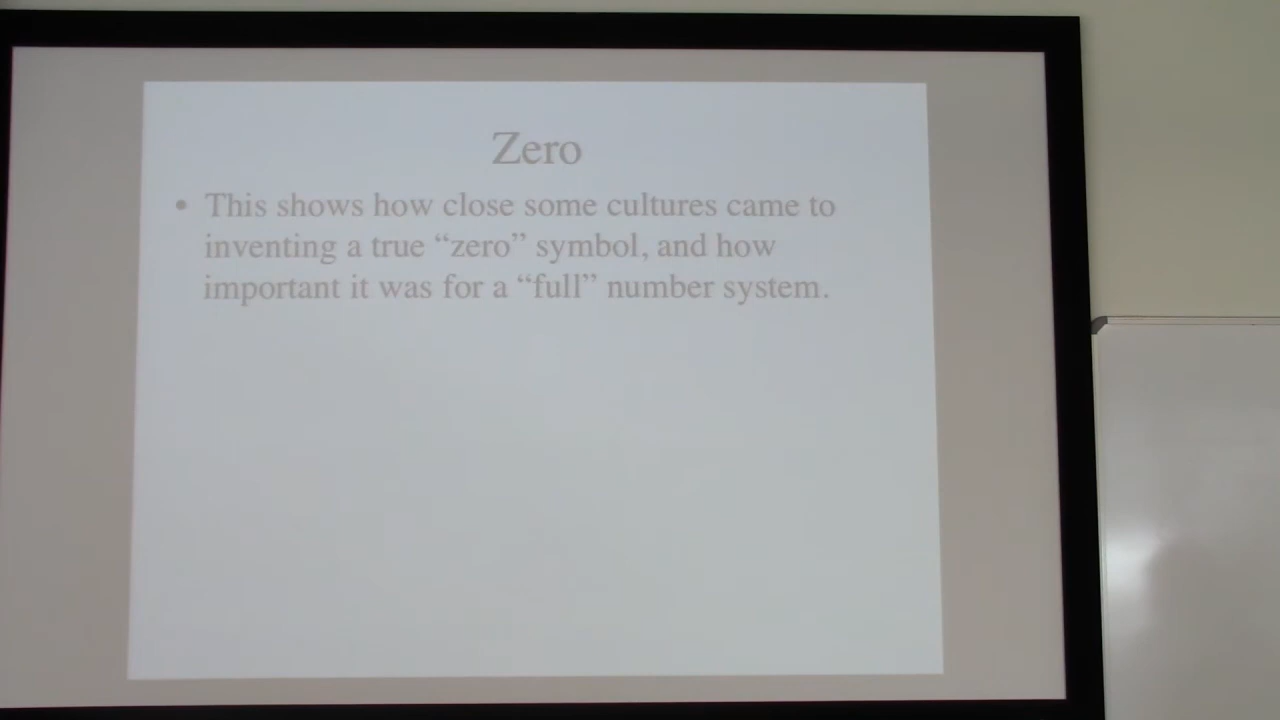 Zero
• This shows how close some cultures came to
inventing a true “zero” symbol, and how
important it was for a “full” number system.